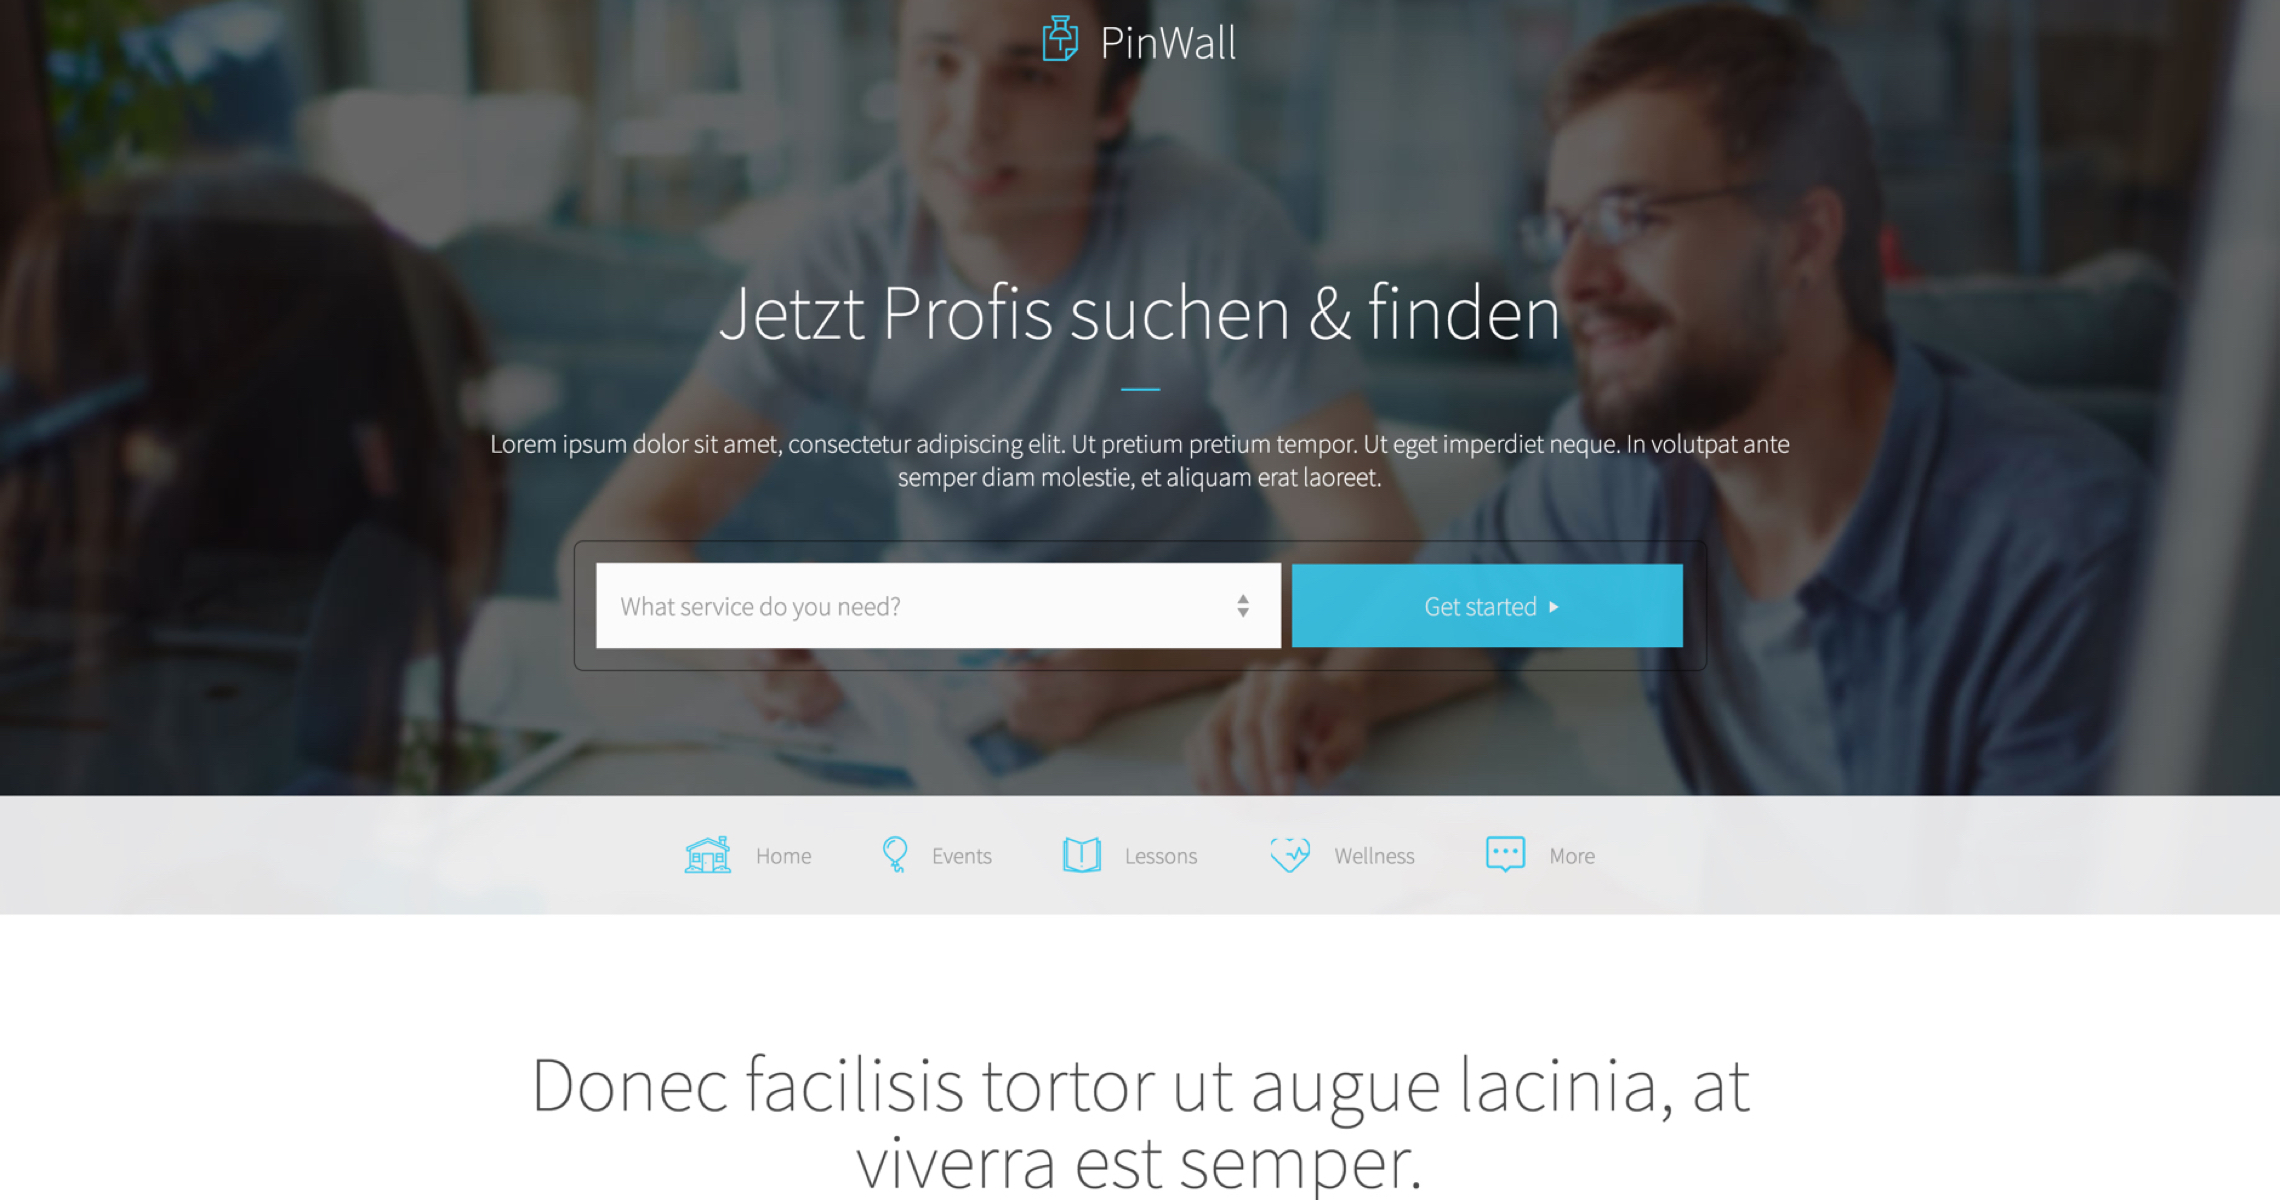 PinWall
Jetzt Profis suchen & finden
Lorem ipsum dolor sit amet, consectetur adipiscing elit. Ut pretium pretium tempor. Ut eget imperdiet neque. In volutpat ante
semper diam molestie, et aliquam erat laoreet.
What service do you need?
Get started
Home
Events
Lessons
Wellness
More
Donec facilisis tortor ut augue lacinia, at
viverra est semper.